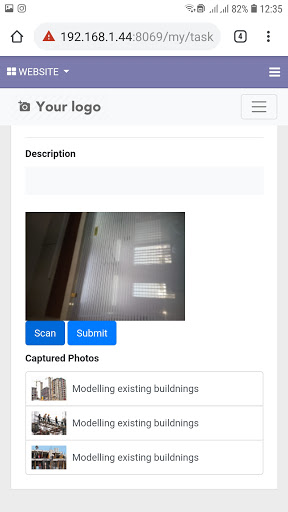 82% 12:35
192.168.1.44:8069/my/task
4
WEBSITE
Your logo
Description
Scan
Submit
Captured Photos
Modelling existing buildnings
Modelling existing buildnings
Modelling existing buildnings